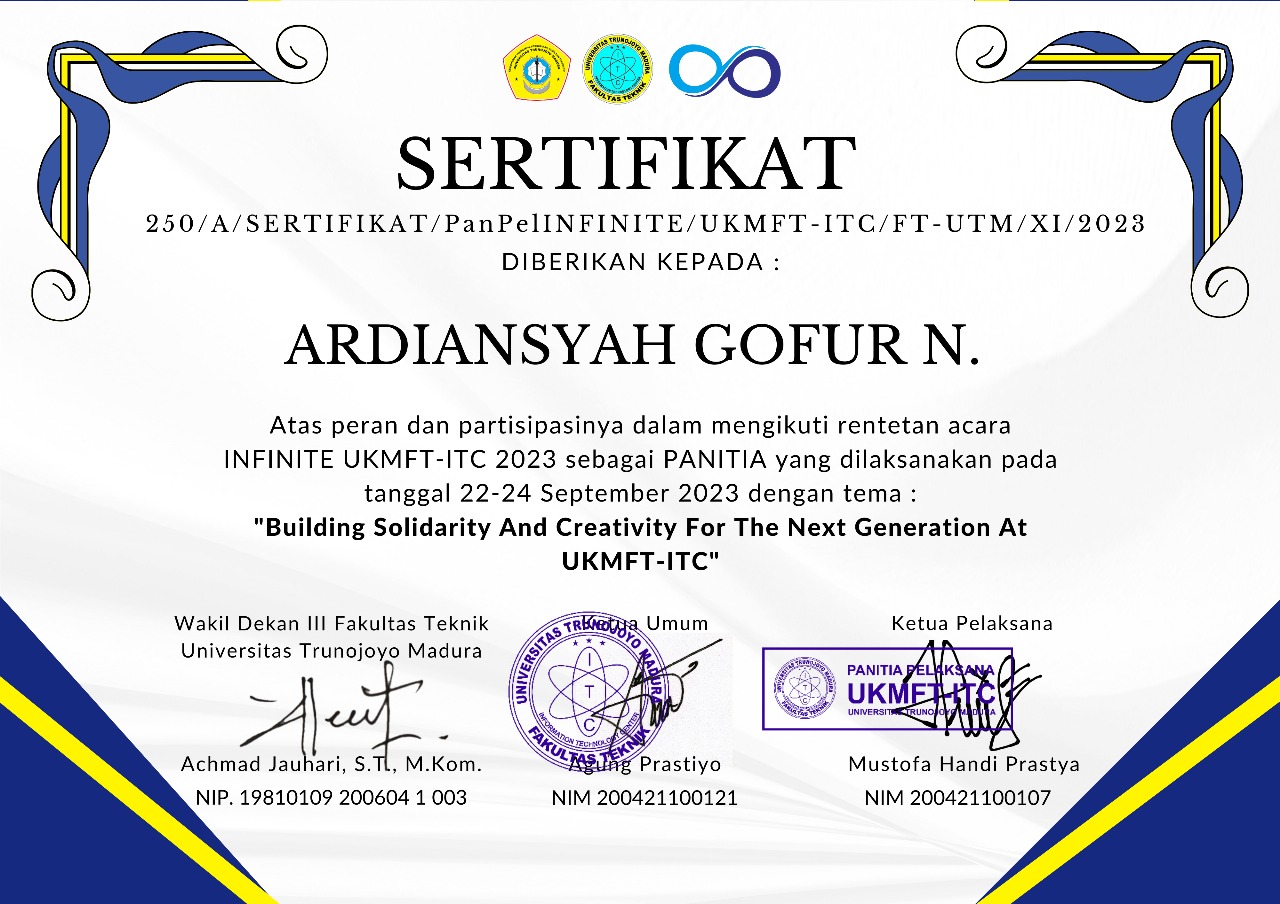 UNIVERSITAS TRUNOJOYO MADURA
FAKULTAS TEKNIK
SERTIFIKAT
250/A/SERTIFIKAT/PanPelINFINITE/UKMFT-ITC/FT-UTM/XI/2023
DIBERIKAN KEPADA :
ARDIANSYAH GOFUR N.
Atas peran dan partisipasinya dalam mengikuti rentetan acara
INFINITE UKMFT-ITC 2023 sebagai PANITIA yang dilaksanakan pada
tanggal 22-24 September 2023 dengan tema :
"Building Solidarity And Creativity For The Next Generation At
UKMFT-ITC"
Wakil Dekan III Fakultas Teknik
Universitas Trunojoyo Madura
Achmad Jauhari, S.T., M.Kom.
NIP. 19810109 200604 1 003
Ketua Umum
UNIVERSITAS TRUNOJOYO MADURA
I
T
C
INFORMATION TECHNOLOGY CENTER
FAKULTAS TEKNIK
Agung Prastiyo
NIM 200421100121
Ketua Pelaksana
PANITIA PELAKSANA
UKMFT-ITC
UNIVERSITAS TRUNOJOYO MADURA
Mustofa Handi Prastya
NIM 200421100107